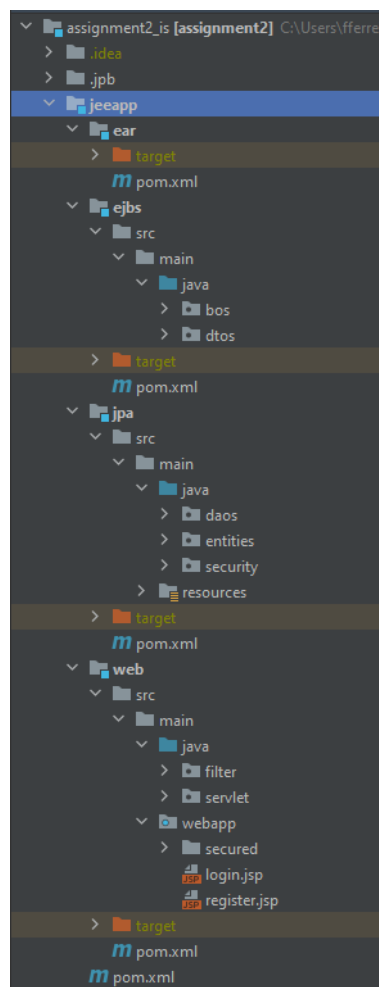 assignment2_is [assignment2] C:\Users\fferre
.idea
.jpb
jeeapp
ear
target
pom.xml
ejbs
src
main
java
bos
dtos
target
pom.xml
jpa
src
main
java
daos
entities
security
resources
target
pom.xml
web
src
main
java
filter
servlet
webapp
secured
login.jsp
register.jsp
target
pom.xml
pom.xml